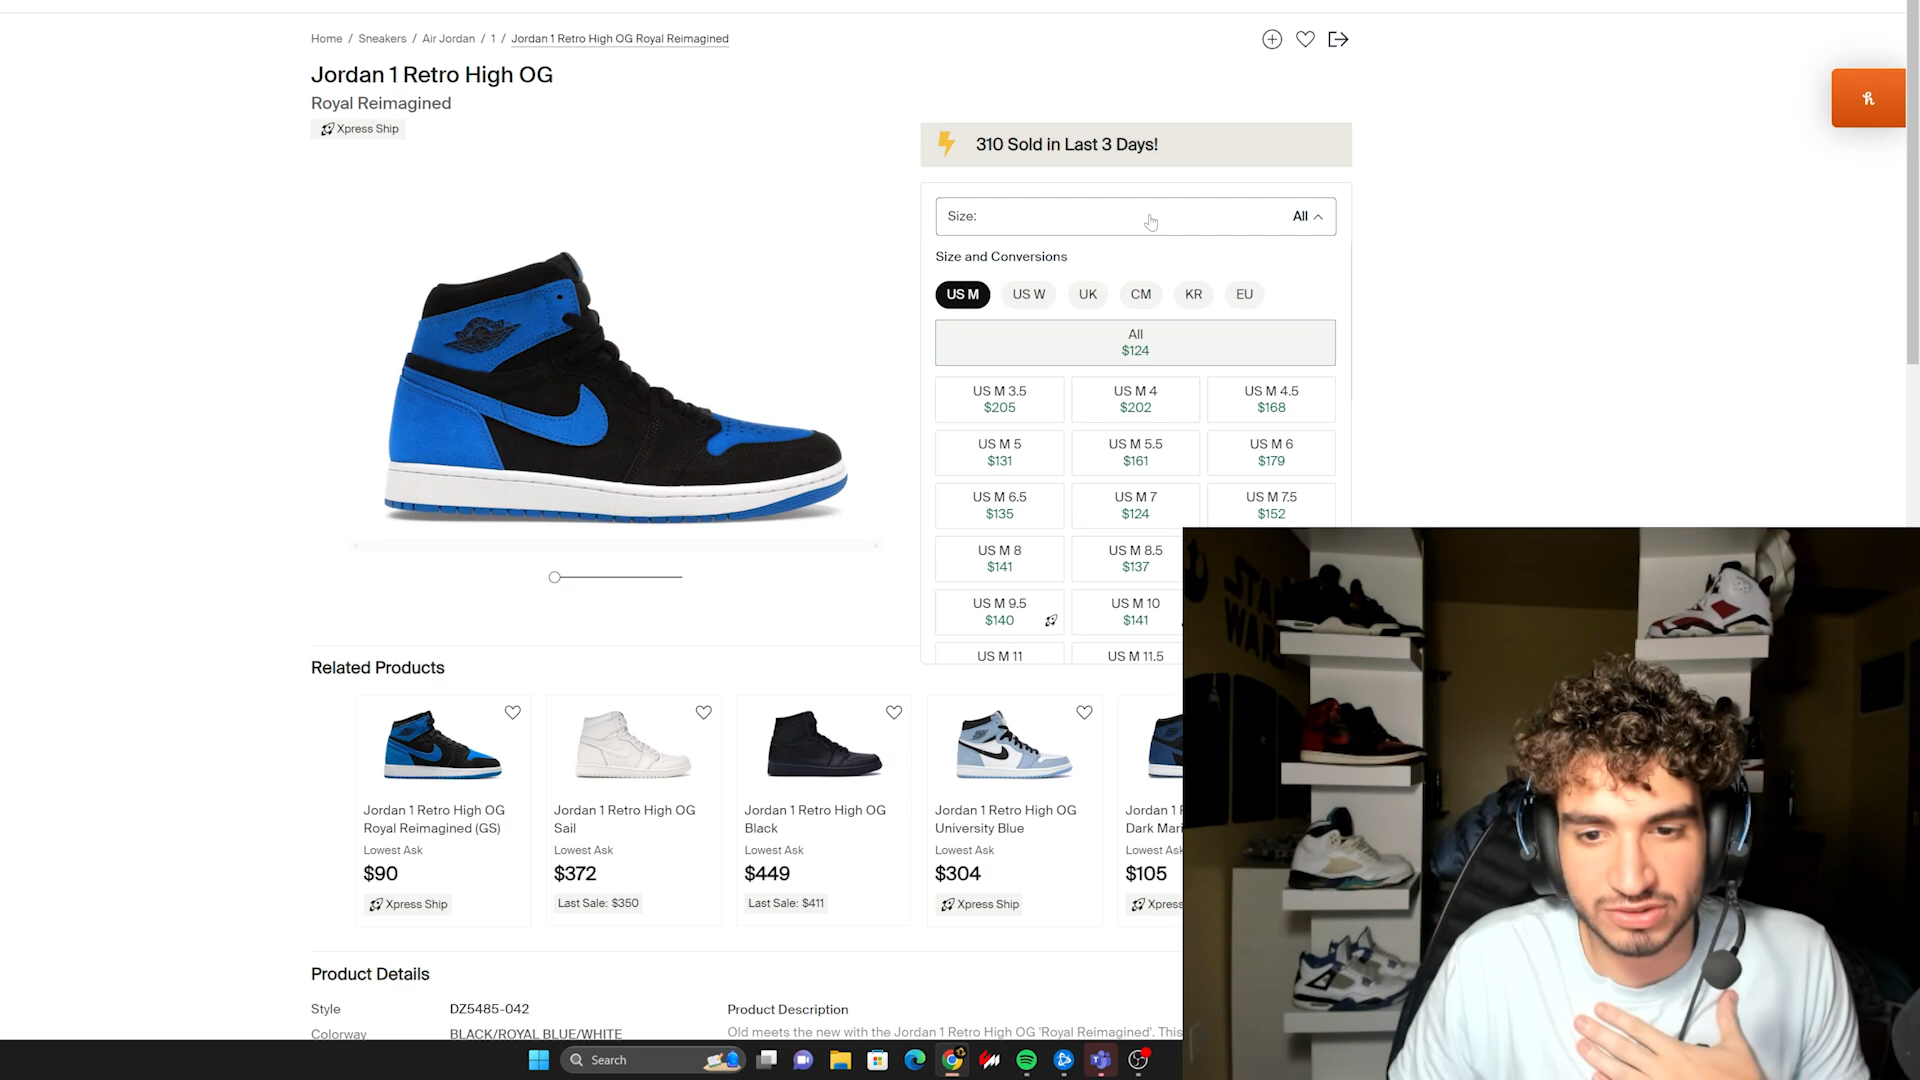 Home / Sneakers / Air Jordan / 1 / Jordan 1 Retro High OG Royal Reimagined
Jordan 1 Retro High OG
Royal Reimagined
Xpress Ship
310 Sold in Last 3 Days!
Size: All
Size and Conversions
US M US W UK CM KR EU
All
$124
US M 3.5 US M 4 US M 4.5
$205 $202 $168
US M 5 US M 5.5 US M 6
$131 $161 $179
US M 6.5 US M 7 US M 7.5
$135 $124 $152
US M 8 US M 8.5
$141 $137
US M 9.5 US M 10
$140 $141
US M 11 US M 11.5
STAR
WARS
Related Products
Jordan 1 Retro High OG
Royal Reimagined (GS)
Lowest Ask
$90
Xpress Ship
Jordan 1 Retro High OG
Sail
Lowest Ask
$372
Last Sale: $350
Jordan 1 Retro High OG
Black
Lowest Ask
$449
Last Sale: $411
Jordan 1 Retro High OG
University Blue
Lowest Ask
$304
Xpress Ship
Jordan 1
Dark
Lowest Ask
$105
Xpress
Product Details
Style DZ5485-042
Colorway BLACK/ROYAL BLUE/WHITE
Product Description
Old meets the new with the Jordan 1 Retro High OG 'Royal Reimagined'. This
Search